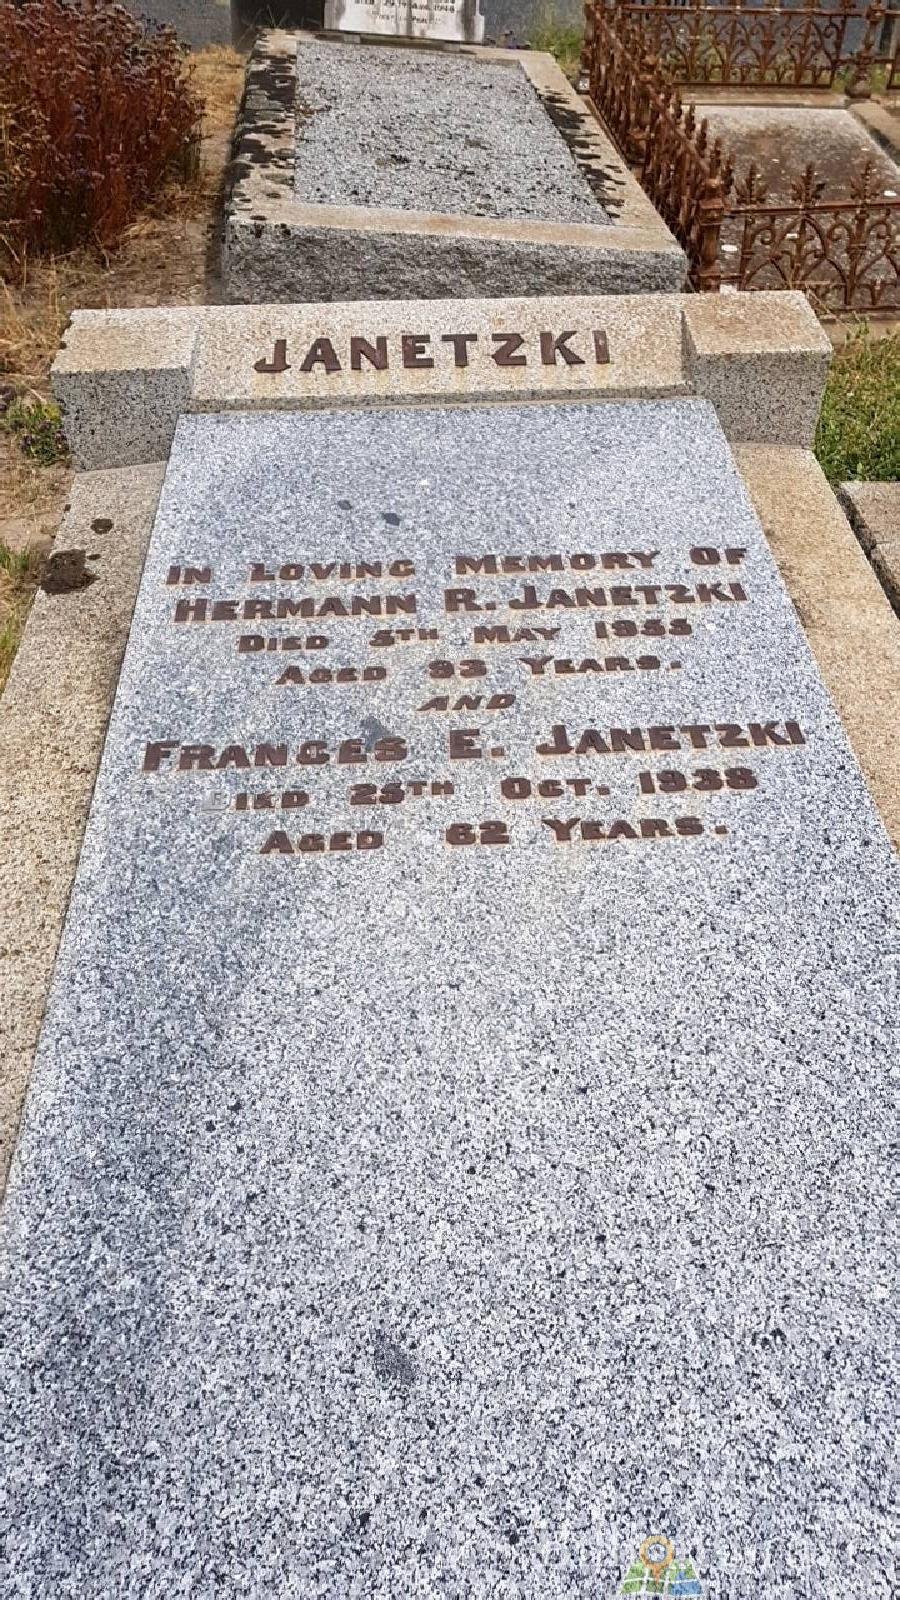 JANETZKI
IN LOVING MEMORY OF
HERMANN R. JANETZKI
DIED 5TH MAY 1955
AGED 93 YEARS.
AND
FRANCES E. JANETZKI
DIED 25TH OCT. 1938
AGED 62 YEARS.